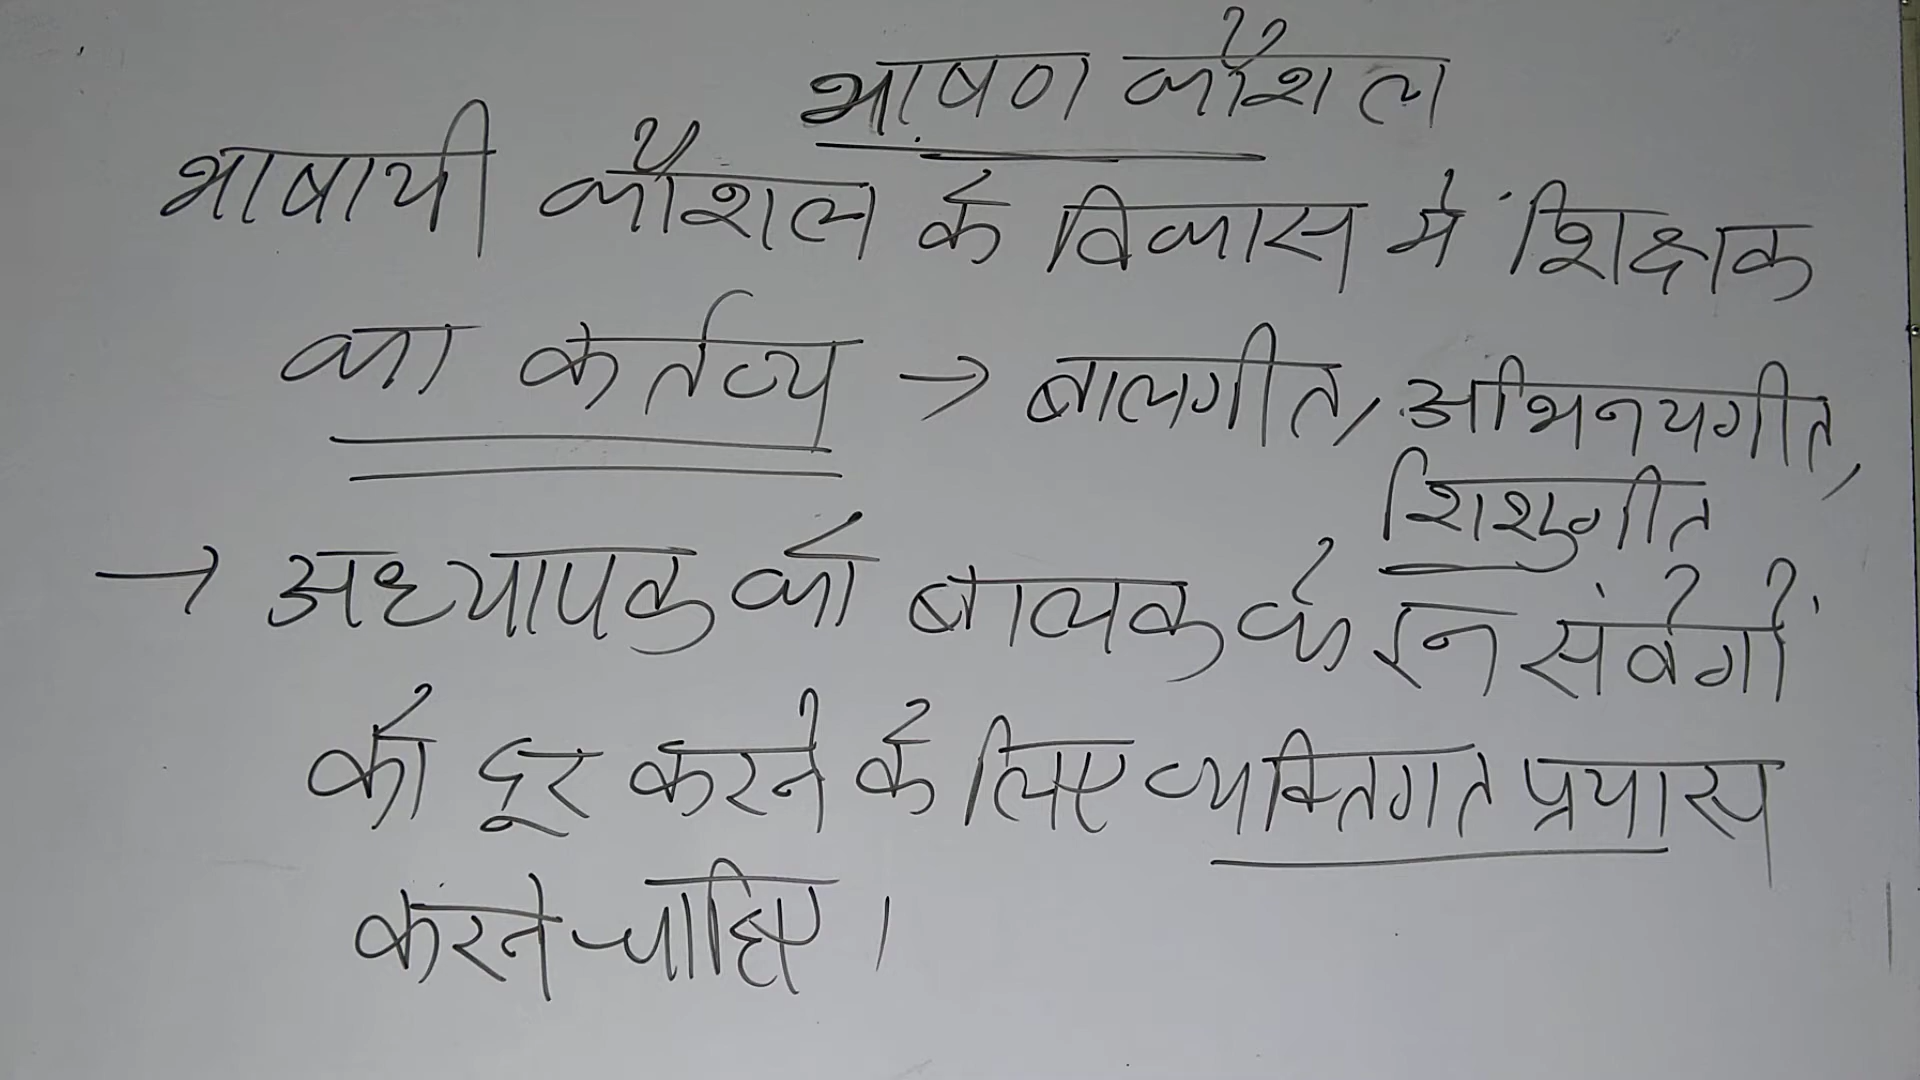 भाषण कौशल
भाषायी कौशल के विकास में शिक्षक
का कर्तव्य → बालगीत, अभिनयगीत,
शिशुगीत
→ अध्यापक को बालक के इन संवेगों
को दूर करने के लिए व्यक्तिगत प्रयास
करने चाहिए।